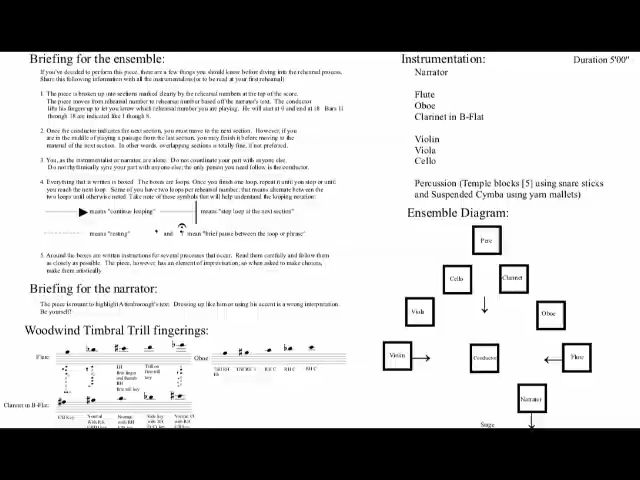 Briefing for the ensemble:
If you've decided to perform this piece, there are a few things you should know before diving into the rehearsal process.
Share this following information with all the instrumentalists (or to be read at your first rehearsal)
1. The piece is broken up into sections marked clearly by the rehearsal numbers at the top of the score.
The piece moves from rehearsal number to rehearsal number based off the narrator's text. The conductor
lifts his fingers up to let you know which rehearsal number you are playing. He will start at 0 and end at 18. Bars 11
through 18 are indicated like 1 though 8.
2. Once the conductor indicates the next section, you must move to the next section. However, if you
are in the middle of playing a passage from the last section, you may finish it before moving to the
material of the next section. In other words, overlapping sections is totally fine, if not preferred.
3. You, as the instrumentalist or narrator, are alone. Do not coordinate your part with anyone else.
Do not rhythmically sync your part with anyone else; the only person you need follow, is the conductor.
4. Everything that is written is boxed. The boxes are loops. Once you finish one loop, repeat it until you stop or until
you reach the next loop. Some of you have two loops per rehearsal number; that means alternate between the
two loops until otherwise noted. Take note of these symbols that will help understand the looping notation:
means "continue looping"
means "stop loop at the next section"
means "resting"
and
mean "brief pause between the loop or phrase"
5. Around the boxes are written instructions for several processes that occur. Read them carefully and follow them
as closely as possible. The piece, however, has an element of improvisation; so when asked to make choices,
make them artistically
Briefing for the narrator:
The piece is meant to highlight Attenborough's text. Dressing up like him or using his accent is a wrong interpretation.
Be yourself!
Woodwind Timbral Trill fingerings:
Flute
Oboe
Clarinet in B-Flat:
Instrumentation:
Duration 5'00"
Narrator
Flute
Oboe
Clarinet in B-Flat
Violin
Viola
Cello
Percussion (Temple blocks [5] using snare sticks
and Suspended Cymba using yarn mallets)
Ensemble Diagram:
Perc
Cello
Clarinet
Viola
Oboe
Violin
Conductor
Flute
Narrator
Stage